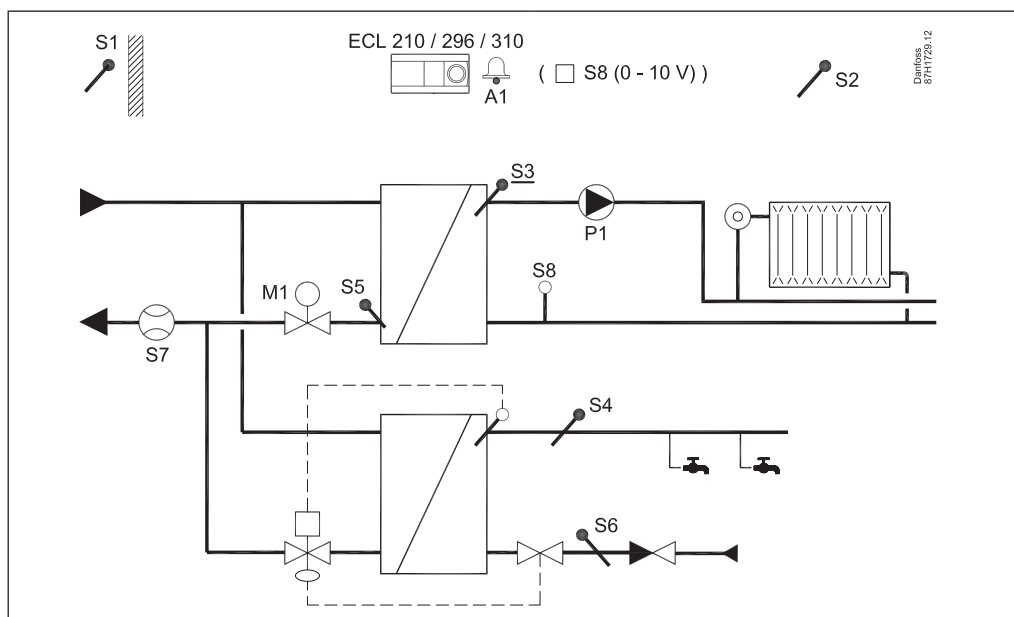 S1
ECL 210 / 296 / 310
A1
( S8 (0 - 10 V) )
S2
Danfoss
87H1729.12
S3
P1
S8
M1
S5
S7
S4
S6